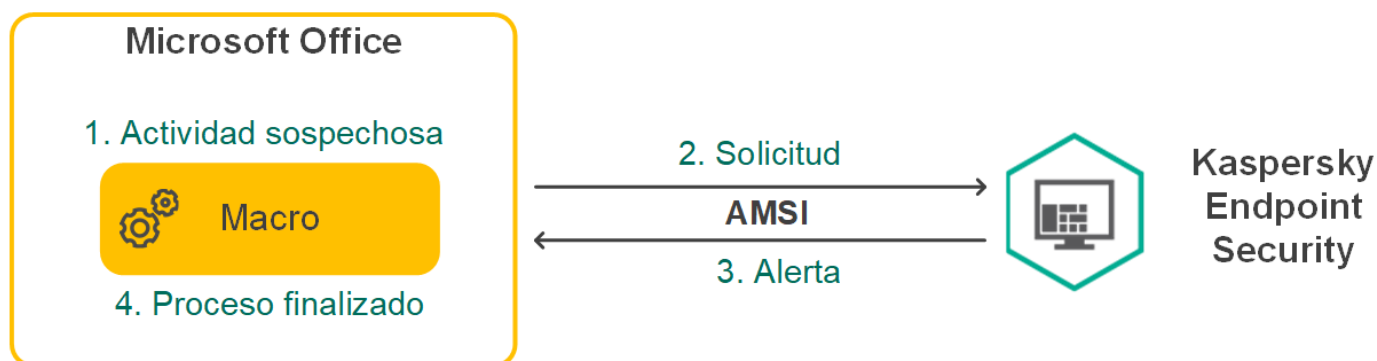 Microsoft Office
1. Actividad sospechosa
Macro
4. Proceso finalizado
2. Solicitud
AMSI
3. Alerta
Kaspersky
Endpoint
Security